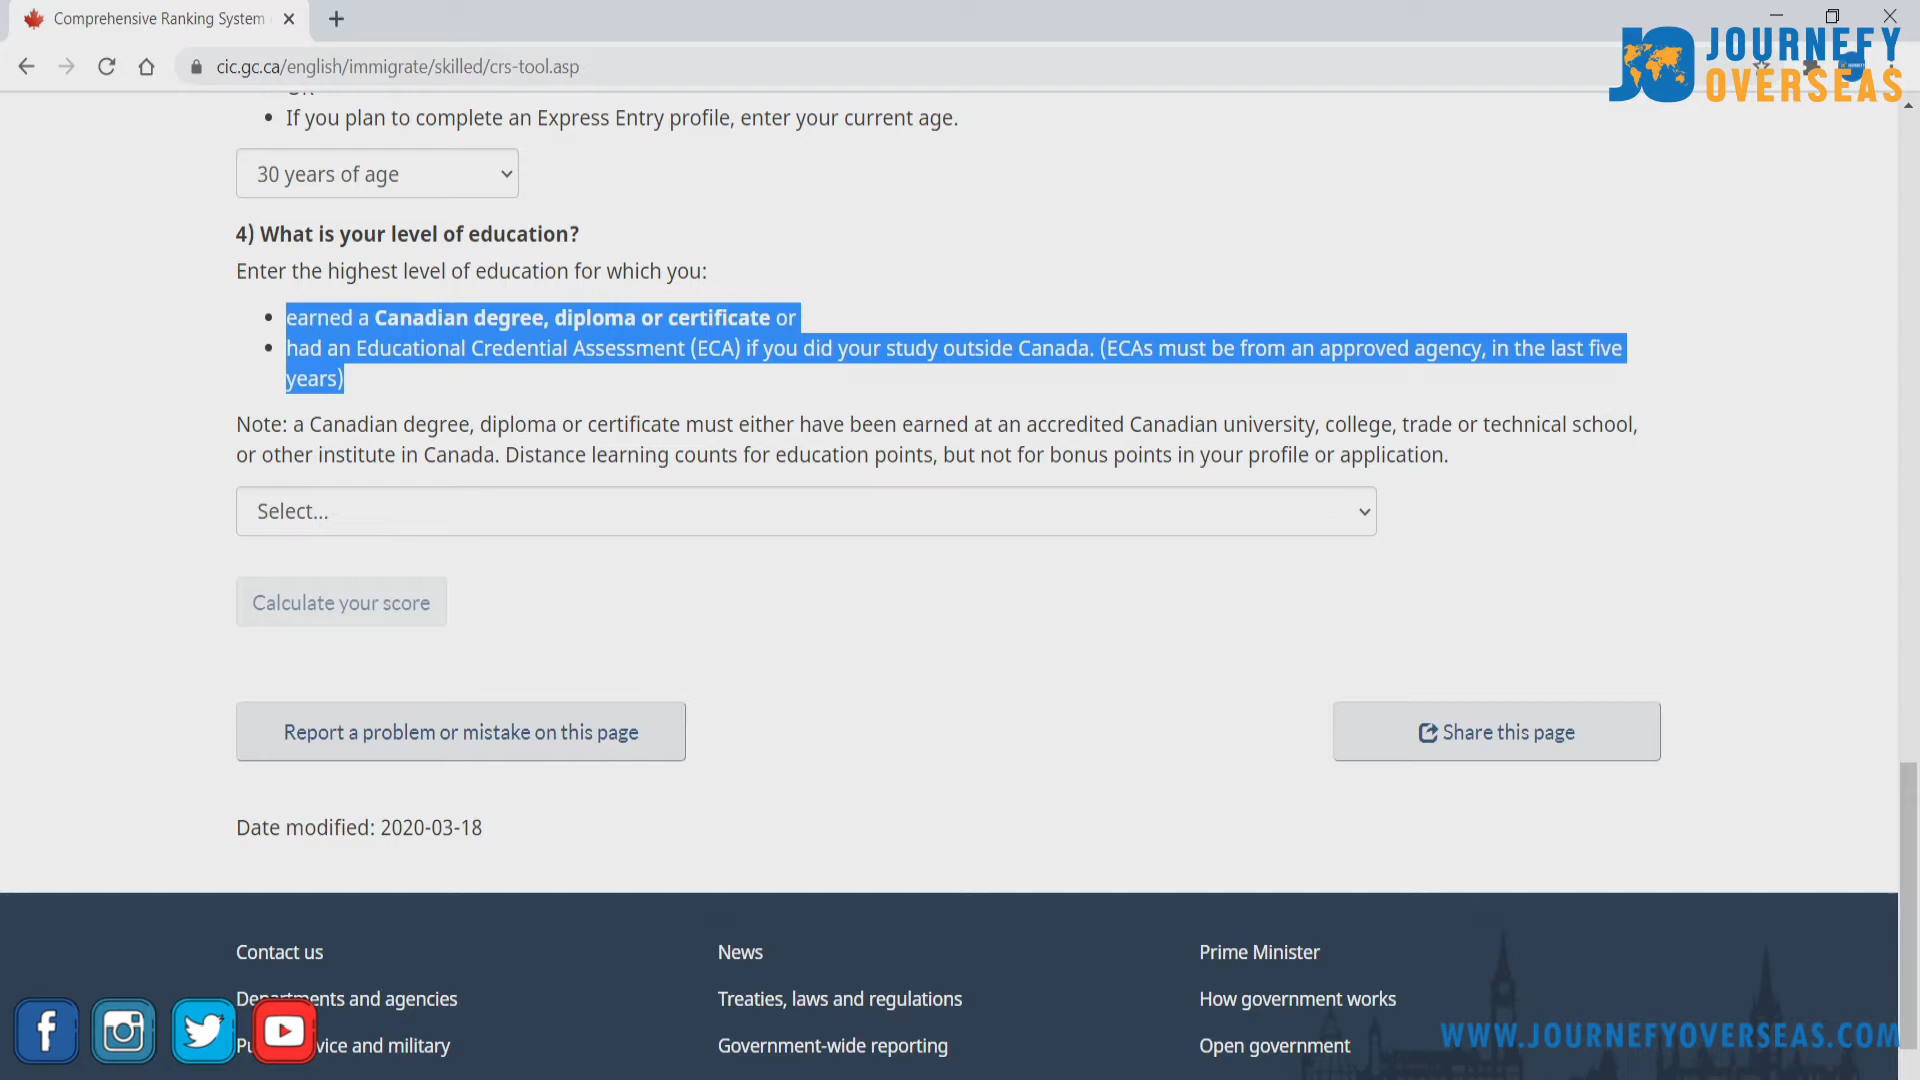 Comprehensive Ranking System
JOURNEFY
OVERSEAS
cic.gc.ca/english/immigrate/skilled/crs-tool.asp
If you plan to complete an Express Entry profile, enter your current age.
30 years of age
4) What is your level of education?
Enter the highest level of education for which you:
earned a Canadian degree, diploma or certificate or
had an Educational Credential Assessment (ECA) if you did your study outside Canada. (ECAs must be from an approved agency, in the last five
years)
Note: a Canadian degree, diploma or certificate must either have been earned at an accredited Canadian university, college, trade or technical school,
or other institute in Canada. Distance learning counts for education points, but not for bonus points in your profile or application.
Select...
Calculate your score
Report a problem or mistake on this page
Share this page
Date modified: 2020-03-18
Contact us
News
Prime Minister
and agencies
Treaties, laws and regulations
How government works
and military
Government-wide reporting
Open government
WWW.JOURNEFYOVERSEAS.COM